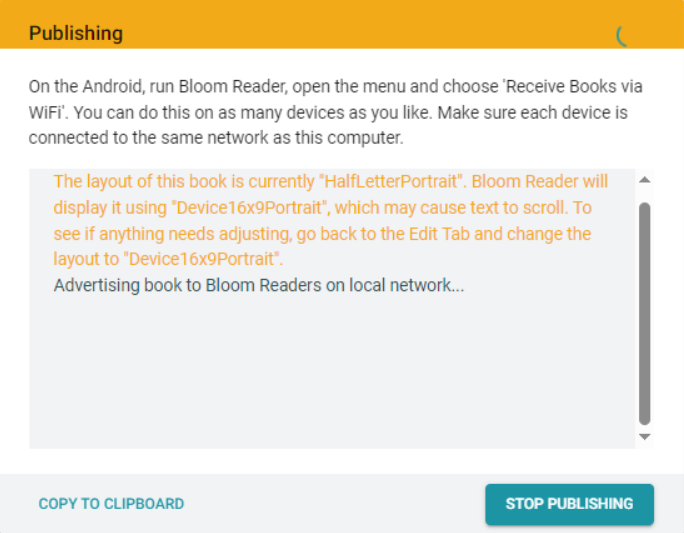 Publishing
On the Android, run Bloom Reader, open the menu and choose 'Receive Books via
WiFi'. You can do this on as many devices as you like. Make sure each device is
connected to the same network as this computer.
The layout of this book is currently "HalfLetterPortrait". Bloom Reader will
display it using "Device16x9Portrait", which may cause text to scroll. To
see if anything needs adjusting, go back to the Edit Tab and change the
layout to "Device16x9Portrait".
Advertising book to Bloom Readers on local network...
COPY TO CLIPBOARD
STOP PUBLISHING